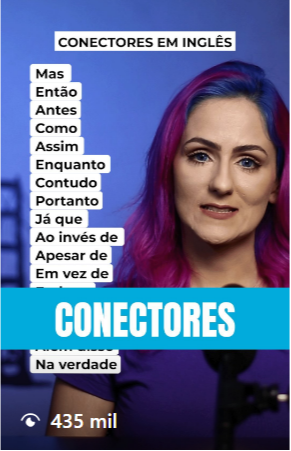 CONECTORES EM INGLÊS
Mas
Então
Antes
Como
Assim
Enquanto
Contudo
Portanto
Já que
Ao invés de
Apesar de
Em vez de
CONECTORES
Na verdade
435 mil